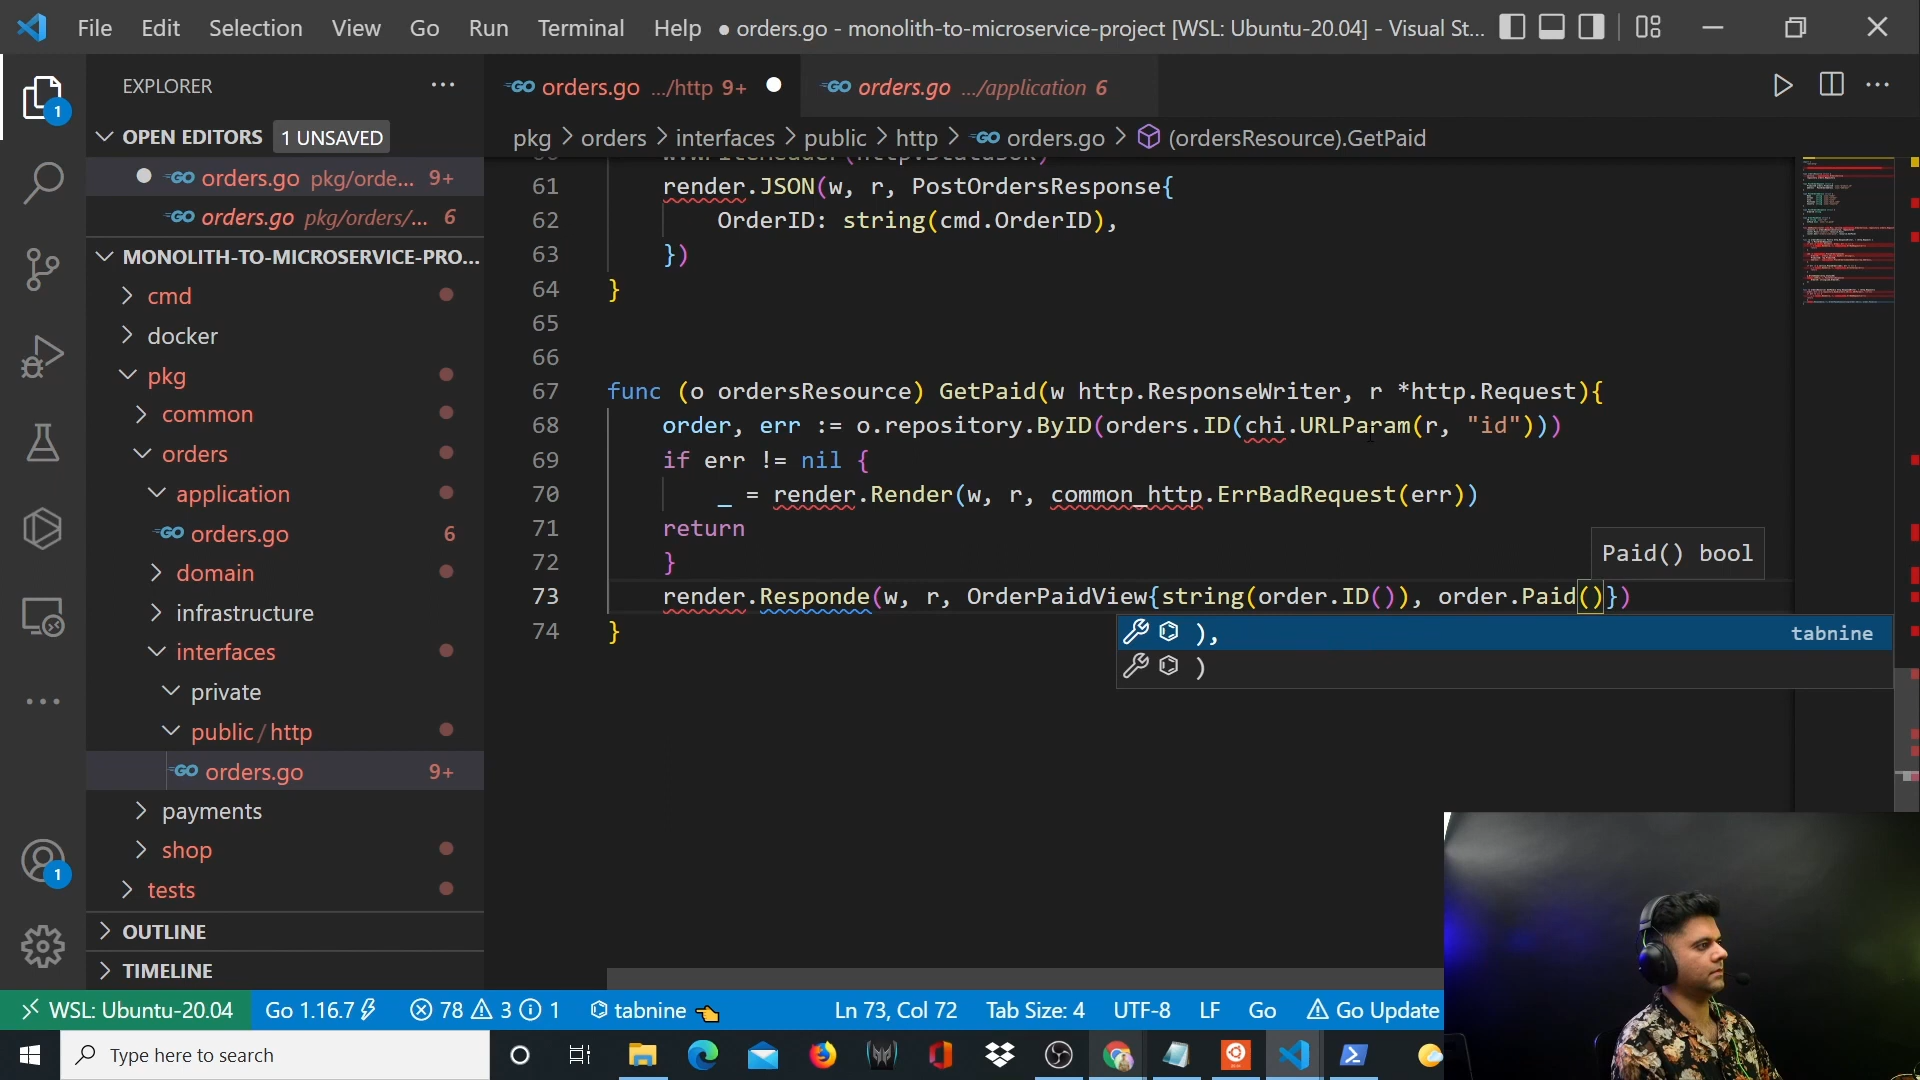 File Edit Selection View Go Run Terminal Help ● orders.go - monolith-to-microservice-project [WSL: Ubuntu-20.04] - Visual St...
EXPLORER ...
orders.go .../http 9+ ●
orders.go .../application 6
OPEN EDITORS 1 UNSAVED
orders.go pkg/orde... 9+
orders.go pkg/orders/... 6
MONOLITH-TO-MICROSERVICE-PRO...
cmd
docker
pkg
common
orders
application
orders.go 6
domain
infrastructure
interfaces
private
public/http
orders.go 9+
payments
shop
tests
OUTLINE
TIMELINE
1
1
pkg > orders > interfaces > public > http > orders.go > (ordersResource).GetPaid
61 render.JSON(w, r, PostOrdersResponse{
62 OrderID: string(cmd.OrderID),
63 })
64 }
65
66
67 func (o ordersResource) GetPaid(w http.ResponseWriter, r *http.Request){
68 order, err := o.repository.ByID(orders.ID(chi.URLParam(r, "id")))
69 if err != nil {
70 _ = render.Render(w, r, common_http.ErrBadRequest(err))
71 return
72 }
Paid() bool
73 render.Responde(w, r, OrderPaidView{string(order.ID()), order.Paid()})
74 }
), tabnine
)
WSL: Ubuntu-20.04 Go 1.16.7 78 3 1 tabnine Ln 73, Col 72 Tab Size: 4 UTF-8 LF Go Go Update
Type here to search